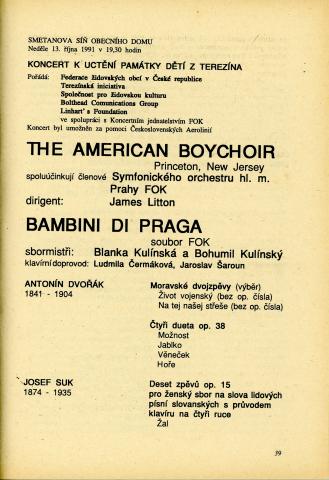 SMETANOVA SÍŇ OBECNÍHO DOMU
Neděle 13. října 1991 v 19,30 hodin
KONCERT K UCTĚNÍ PAMÁTKY DĚTÍ Z TEREZÍNA
Pořádá: Federace židovských obcí v České republice
Terezínská iniciativa
Společnost pro židovskou kulturu
Bolthead Comunications Group
Linhart's Foundation
ve spolupráci s Koncertním jednatelstvím FOK
Koncert byl umožněn za pomoci Československých Aerolinií
THE AMERICAN BOYCHOIR
Princeton, New Jersey
spoluúčinkují členové Symfonického orchestru hl. m.
Prahy FOK
dirigent: James Litton
BAMBINI DI PRAGA
soubor FOK
sbormistři: Blanka Kulínská a Bohumil Kulínský
klavírní doprovod: Ludmila Čermáková, Jaroslav Šaroun
ANTONÍN DVOŘÁK
1841 - 1904
Moravské dvojzpěvy (výběr)
Život vojenský (bez op. čísla)
Na tej našej střeše (bez op. čísla)
Čtyři dueta op. 38
Možnost
Jablko
Věneček
Hoře
JOSEF SUK
1874 - 1935
Deset zpěvů op. 15
pro ženský sbor na slova lidových
písní slovanských s průvodem
klavíru na čtyři ruce
Žal
39